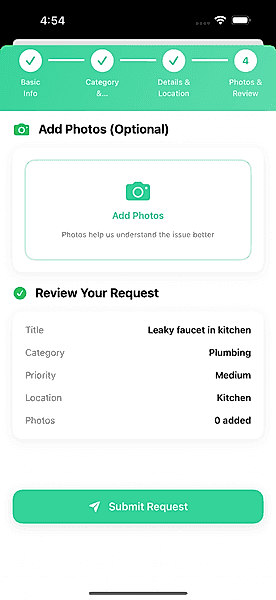 4:54
Basic
Info
Category
&...
Details &
Location
4
Photos &
Review
Add Photos (Optional)
Add Photos
Photos help us understand the issue better
Review Your Request
Title Leaky faucet in kitchen
Category Plumbing
Priority Medium
Location Kitchen
Photos 0 added
Submit Request